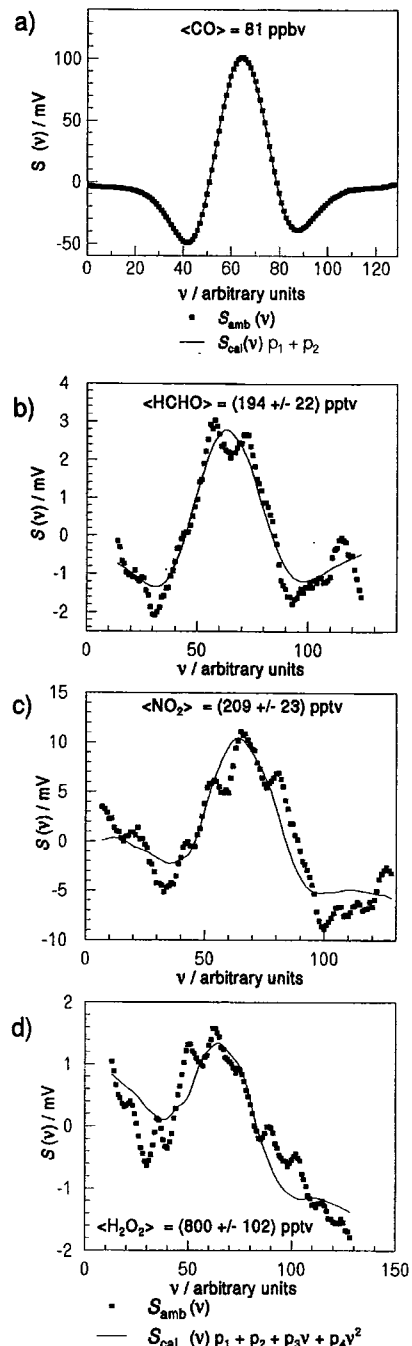 a)
<CO> = 81 ppbv
S (ν) / mV
100
50
0
-50
0 20 40 60 80 100 120
ν / arbitrary units
S_amb (ν)
S_cal (ν) p₁ + p₂
b)
<HCHO> = (194 +/- 22) pptv
S (ν) / mV
4
3
2
1
0
-1
-2
0 50 100
ν / arbitrary units
c)
<NO₂> = (209 +/- 23) pptv
S (ν) / mV
15
10
5
0
-5
-10
0 50 100
ν / arbitrary units
d)
S (ν) / mV
2
1
0
-1
-2
<H₂O₂> = (800 +/- 102) pptv
0 50 100 150
ν / arbitrary units
S_amb (ν)
S_cal (ν) p₁ + p₂ + p₃ν + p₄ν²